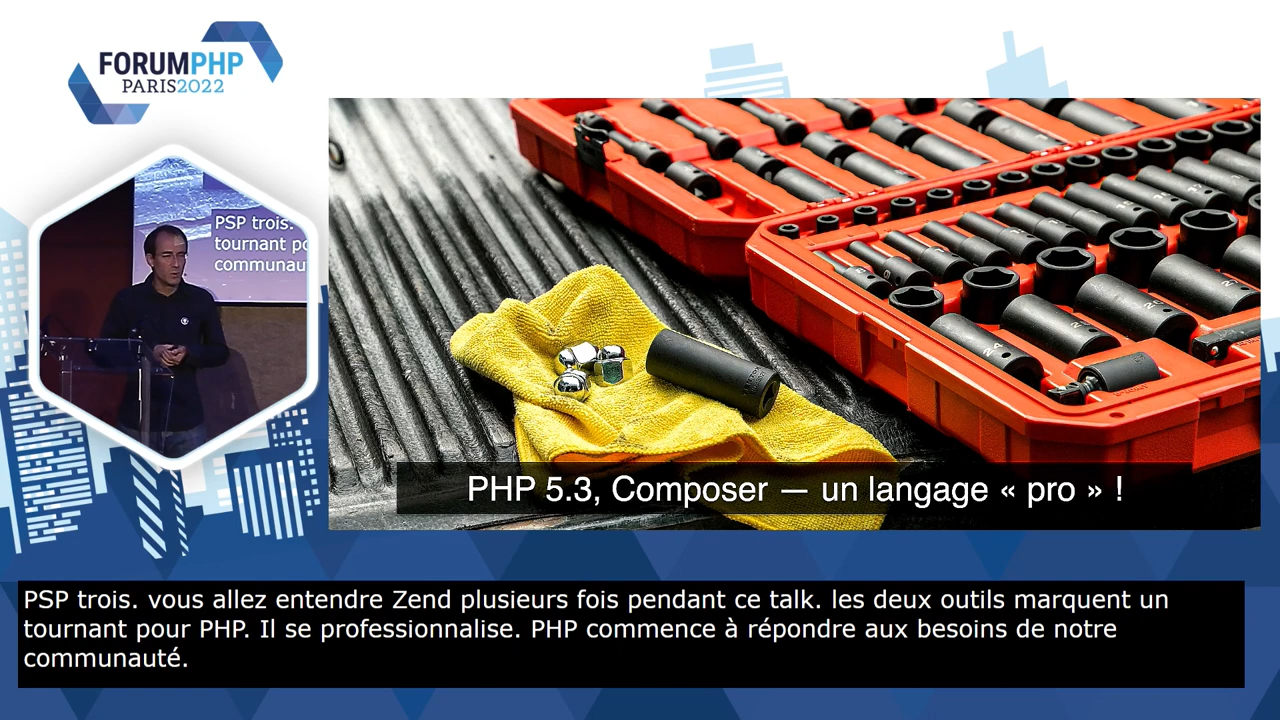 FORUMPHP
PARIS2022
PSP trois.
tournant po
communau
24
PHP 5.3, Composer — un langage « pro » !
PSP trois. vous allez entendre Zend plusieurs fois pendant ce talk. les deux outils marquent un
tournant pour PHP. Il se professionnalise. PHP commence à répondre aux besoins de notre
communauté.